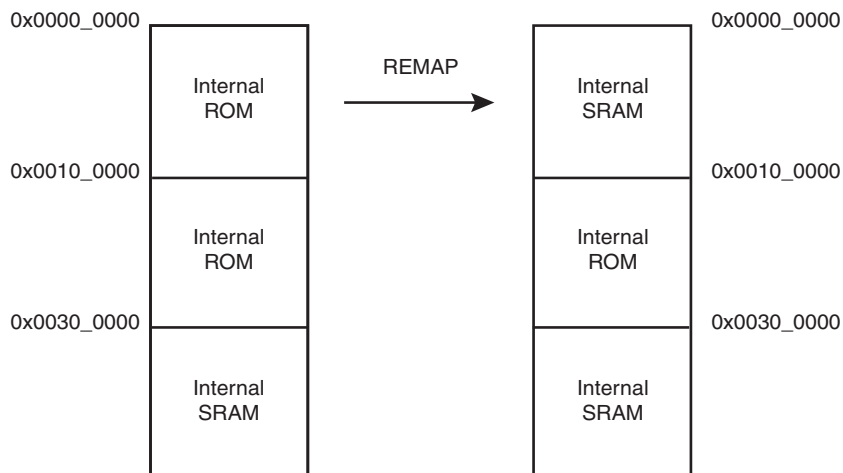 0x0000_0000
Internal
ROM
REMAP
Internal
SRAM
0x0000_0000
0x0010_0000
Internal
ROM
Internal
ROM
0x0010_0000
0x0030_0000
Internal
SRAM
Internal
SRAM
0x0030_0000